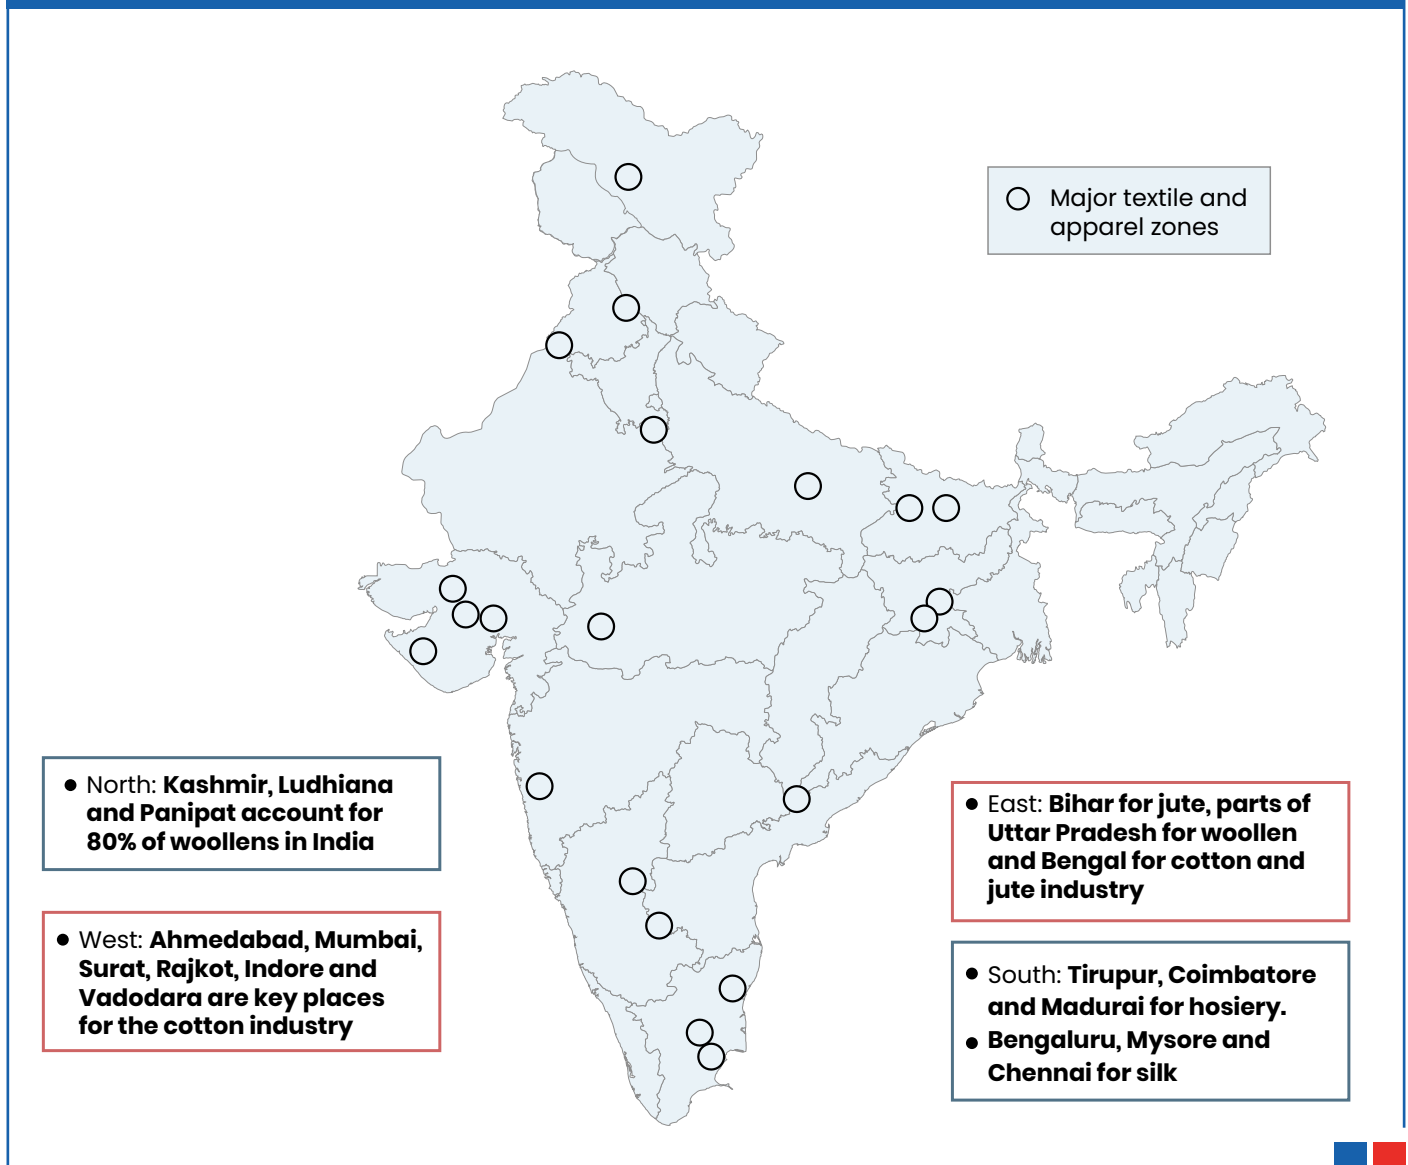 Major textile and
apparel zones
• North: Kashmir, Ludhiana
and Panipat account for
80% of woollens in India
• West: Ahmedabad, Mumbai,
Surat, Rajkot, Indore and
Vadodara are key places
for the cotton industry
• East: Bihar for jute, parts of
Uttar Pradesh for woollen
and Bengal for cotton and
jute industry
• South: Tirupur, Coimbatore
and Madurai for hosiery.
• Bengaluru, Mysore and
Chennai for silk